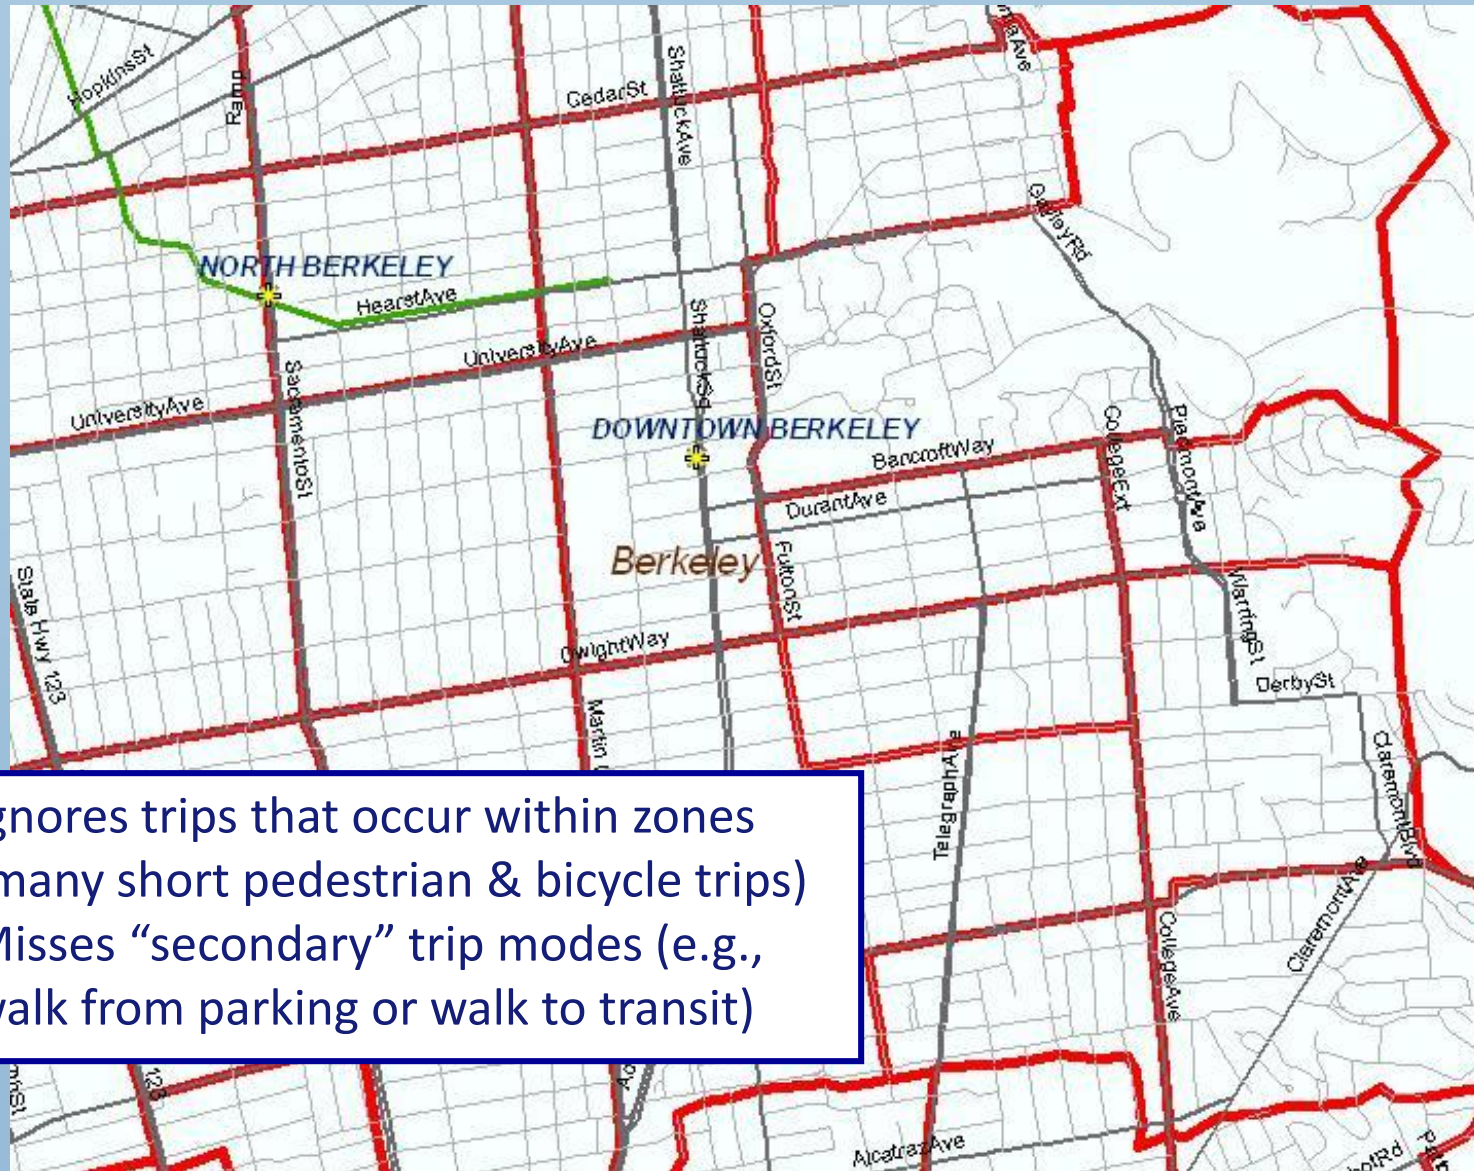 HopkinsSt
Ramp
CedarSt
ShattuckAve
GayleyRd
NORTH BERKELEY
HearstAve
UniversityAve
OxfordSt
UniversityAve
SacramentoSt
DOWNTOWN BERKELEY
BancroftWay
CollegeExt
PiedmontAve
DurantAve
Berkeley
FultonSt
State Hwy 123
DwightWay
WarringSt
DerbySt
Martin
TelegraphAve
ClaremontBlvd
gnores trips that occur within zones
many short pedestrian & bicycle trips)
Misses “secondary” trip modes (e.g.,
walk from parking or walk to transit)
ClaremontAve
CollegeAve
123
AlcatrazAve